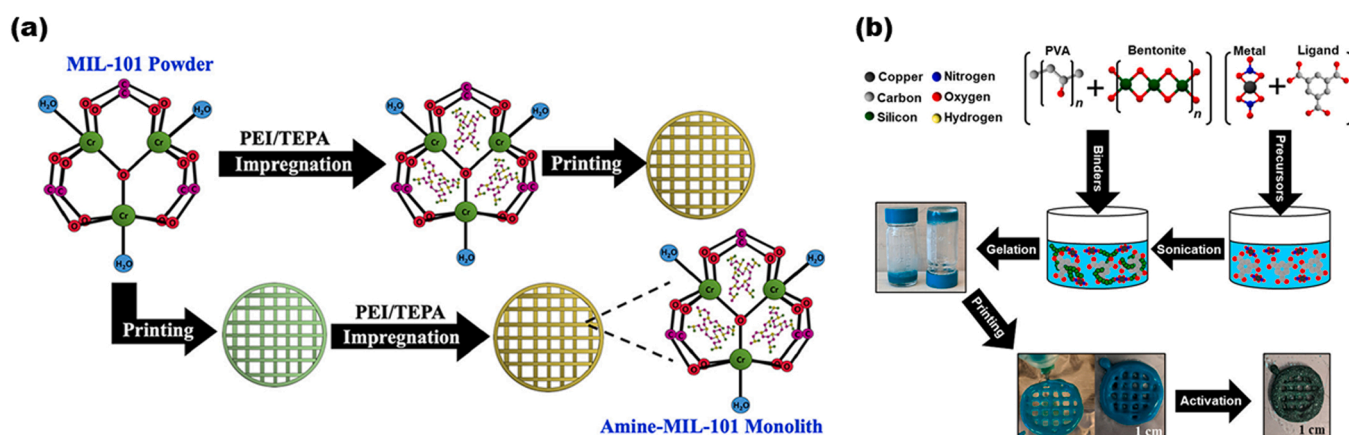 (a)
MIL-101 Powder
H₂O
H₂O
H₂O
C
C
O
O
O
O
Cr
Cr
O
C
C
C
C
O
O
O
O
Cr
O
O
O
O
PEI/TEPA
Impregnation
H₂O
H₂O
H₂O
Cr
Cr
Cr
Printing
Printing
PEI/TEPA
Impregnation
H₂O
H₂O
H₂O
Cr
Cr
Cr
Amine-MIL-101 Monolith
(b)
Copper
Nitrogen
Carbon
Oxygen
Silicon
Hydrogen
PVA
n
+
Bentonite
n
Metal
+
Ligand
Binders
Precursors
Sonication
Gelation
Printing
Activation
1 cm
1 cm